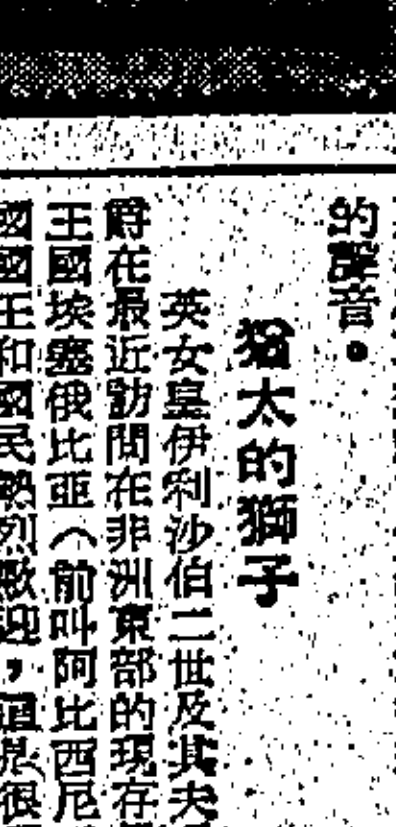 的聲音。
猶太的獅子
英女皇伊利沙伯二世及其夫
爵在最近訪問在非洲東部的現存
王國埃塞俄比亚(前叫阿比西尼
國國王和國民熱烈歡迎,這是很